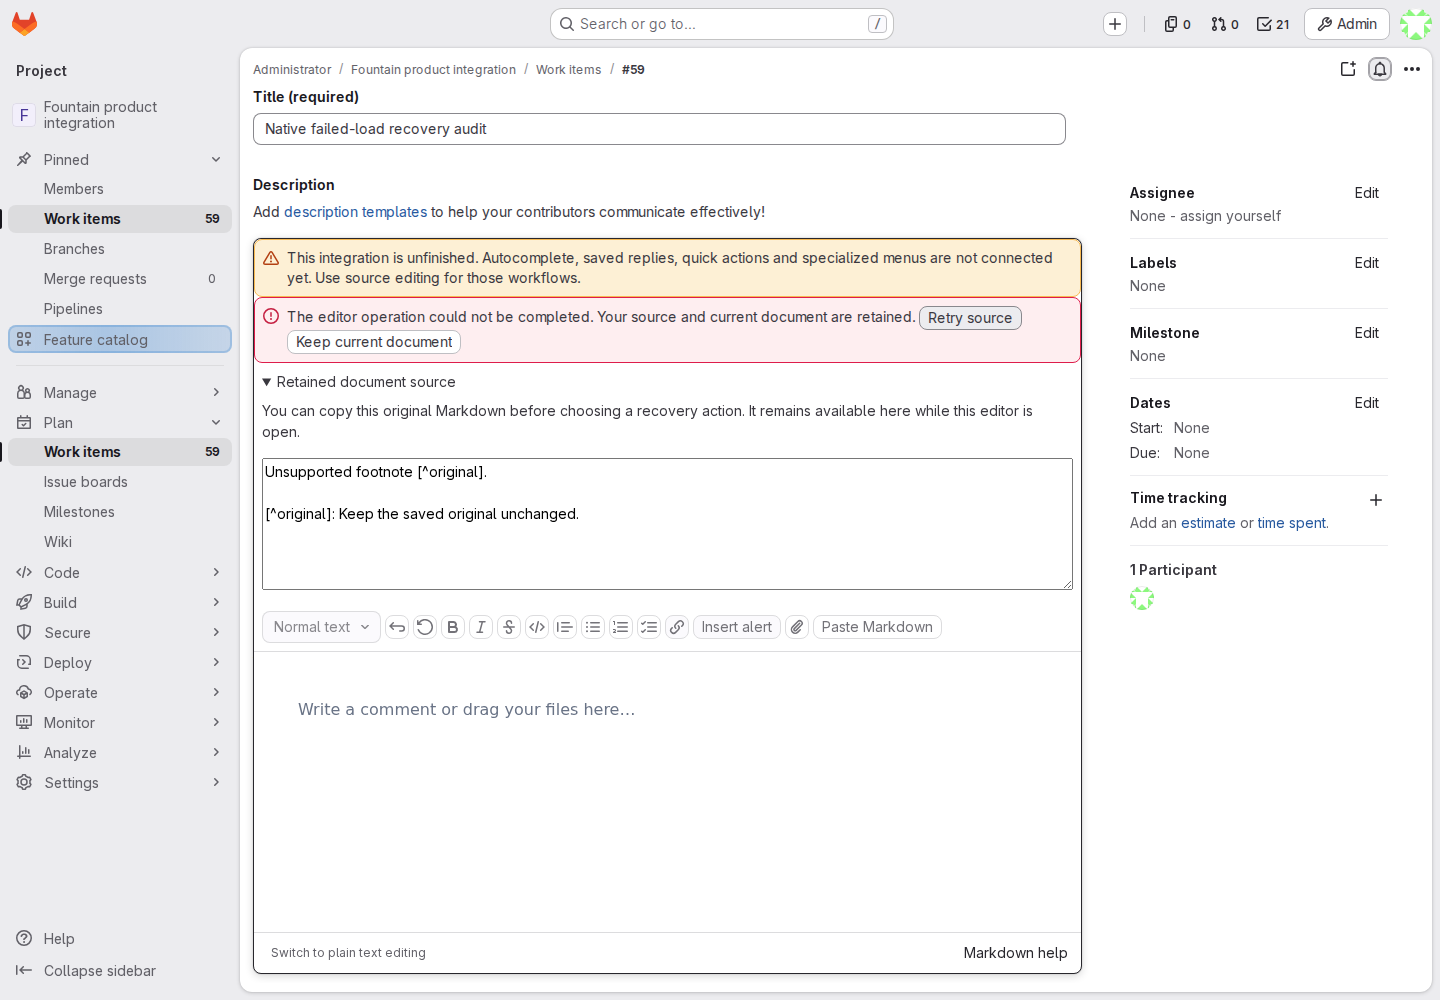 Search or go to...
/
0
0
21
Admin
Project
F
Fountain product
integration
Pinned
Members
Work items
59
Branches
Merge requests
0
Pipelines
Feature catalog
Manage
Plan
Work items
59
Issue boards
Milestones
Wiki
Code
Build
Secure
Deploy
Operate
Monitor
Analyze
Settings
Help
Collapse sidebar
Administrator / Fountain product integration / Work items / #59
Title (required)
Native failed-load recovery audit
Description
Add description templates to help your contributors communicate effectively!
This integration is unfinished. Autocomplete, saved replies, quick actions and specialized menus are not connected
yet. Use source editing for those workflows.
The editor operation could not be completed. Your source and current document are retained. Retry source
Keep current document
Retained document source
You can copy this original Markdown before choosing a recovery action. It remains available here while this editor is
open.
Unsupported footnote [^original].
[^original]: Keep the saved original unchanged.
Normal text
Insert alert
Paste Markdown
Write a comment or drag your files here...
Switch to plain text editing
Markdown help
Assignee
Edit
None - assign yourself
Labels
Edit
None
Milestone
Edit
None
Dates
Edit
Start: None
Due: None
Time tracking
Add an estimate or time spent.
1 Participant